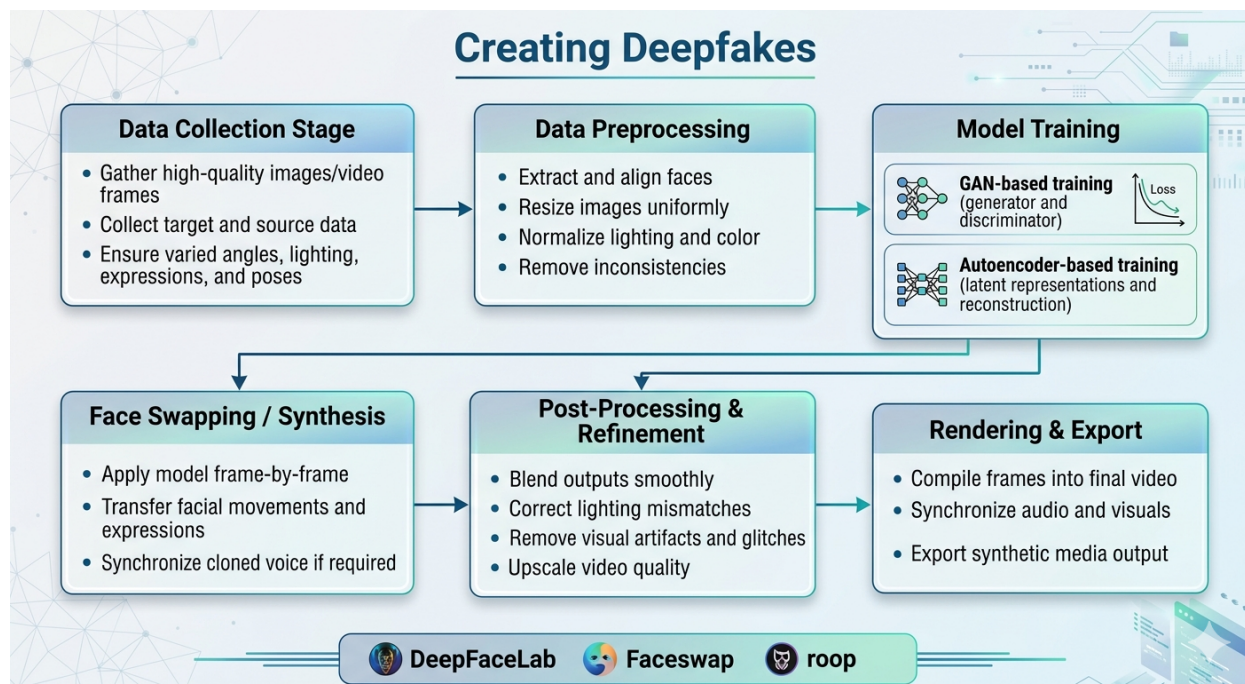 Creating Deepfakes
Data Collection Stage
• Gather high-quality images/video
frames
• Collect target and source data
• Ensure varied angles, lighting,
expressions, and poses
Data Preprocessing
• Extract and align faces
• Resize images uniformly
• Normalize lighting and color
• Remove inconsistencies
Model Training
GAN-based training
(generator and
discriminator)
Loss
Autoencoder-based training
(latent representations and
reconstruction)
Face Swapping / Synthesis
• Apply model frame-by-frame
• Transfer facial movements and
expressions
• Synchronize cloned voice if required
Post-Processing &
Refinement
• Blend outputs smoothly
• Correct lighting mismatches
• Remove visual artifacts and glitches
• Upscale video quality
Rendering & Export
• Compile frames into final video
• Synchronize audio and visuals
• Export synthetic media output
DeepFaceLab
Faceswap
roop